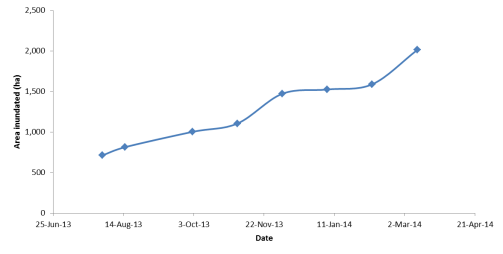 2,500
2,000
1,500
1,000
500
0
Area inundated (ha)
25-Jun-13 14-Aug-13 3-Oct-13 22-Nov-13 11-Jan-14 2-Mar-14 21-Apr-14
Date